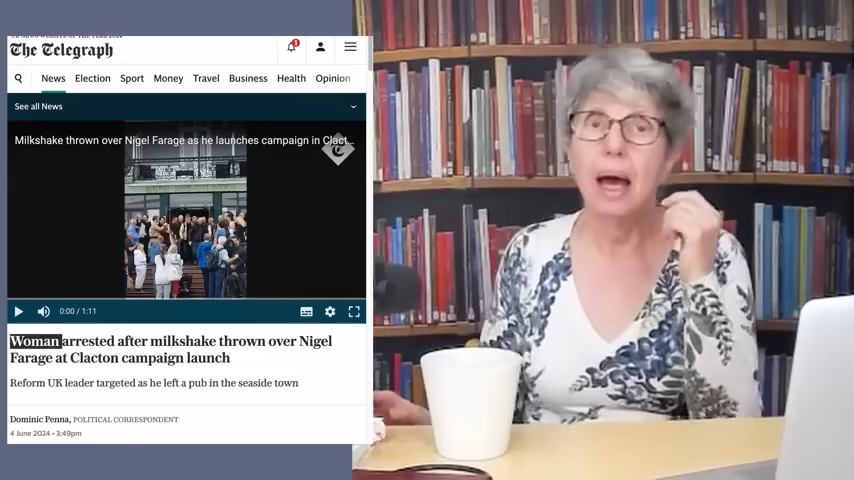 The Telegraph
1
News Election Sport Money Travel Business Health Opinion
See all News
Milkshake thrown over Nigel Farage as he launches campaign in Clact...
0:00 / 1:11
Woman arrested after milkshake thrown over Nigel
Farage at Clacton campaign launch
Reform UK leader targeted as he left a pub in the seaside town
Dominic Penna, POLITICAL CORRESPONDENT
4 June 2024 • 3:49pm